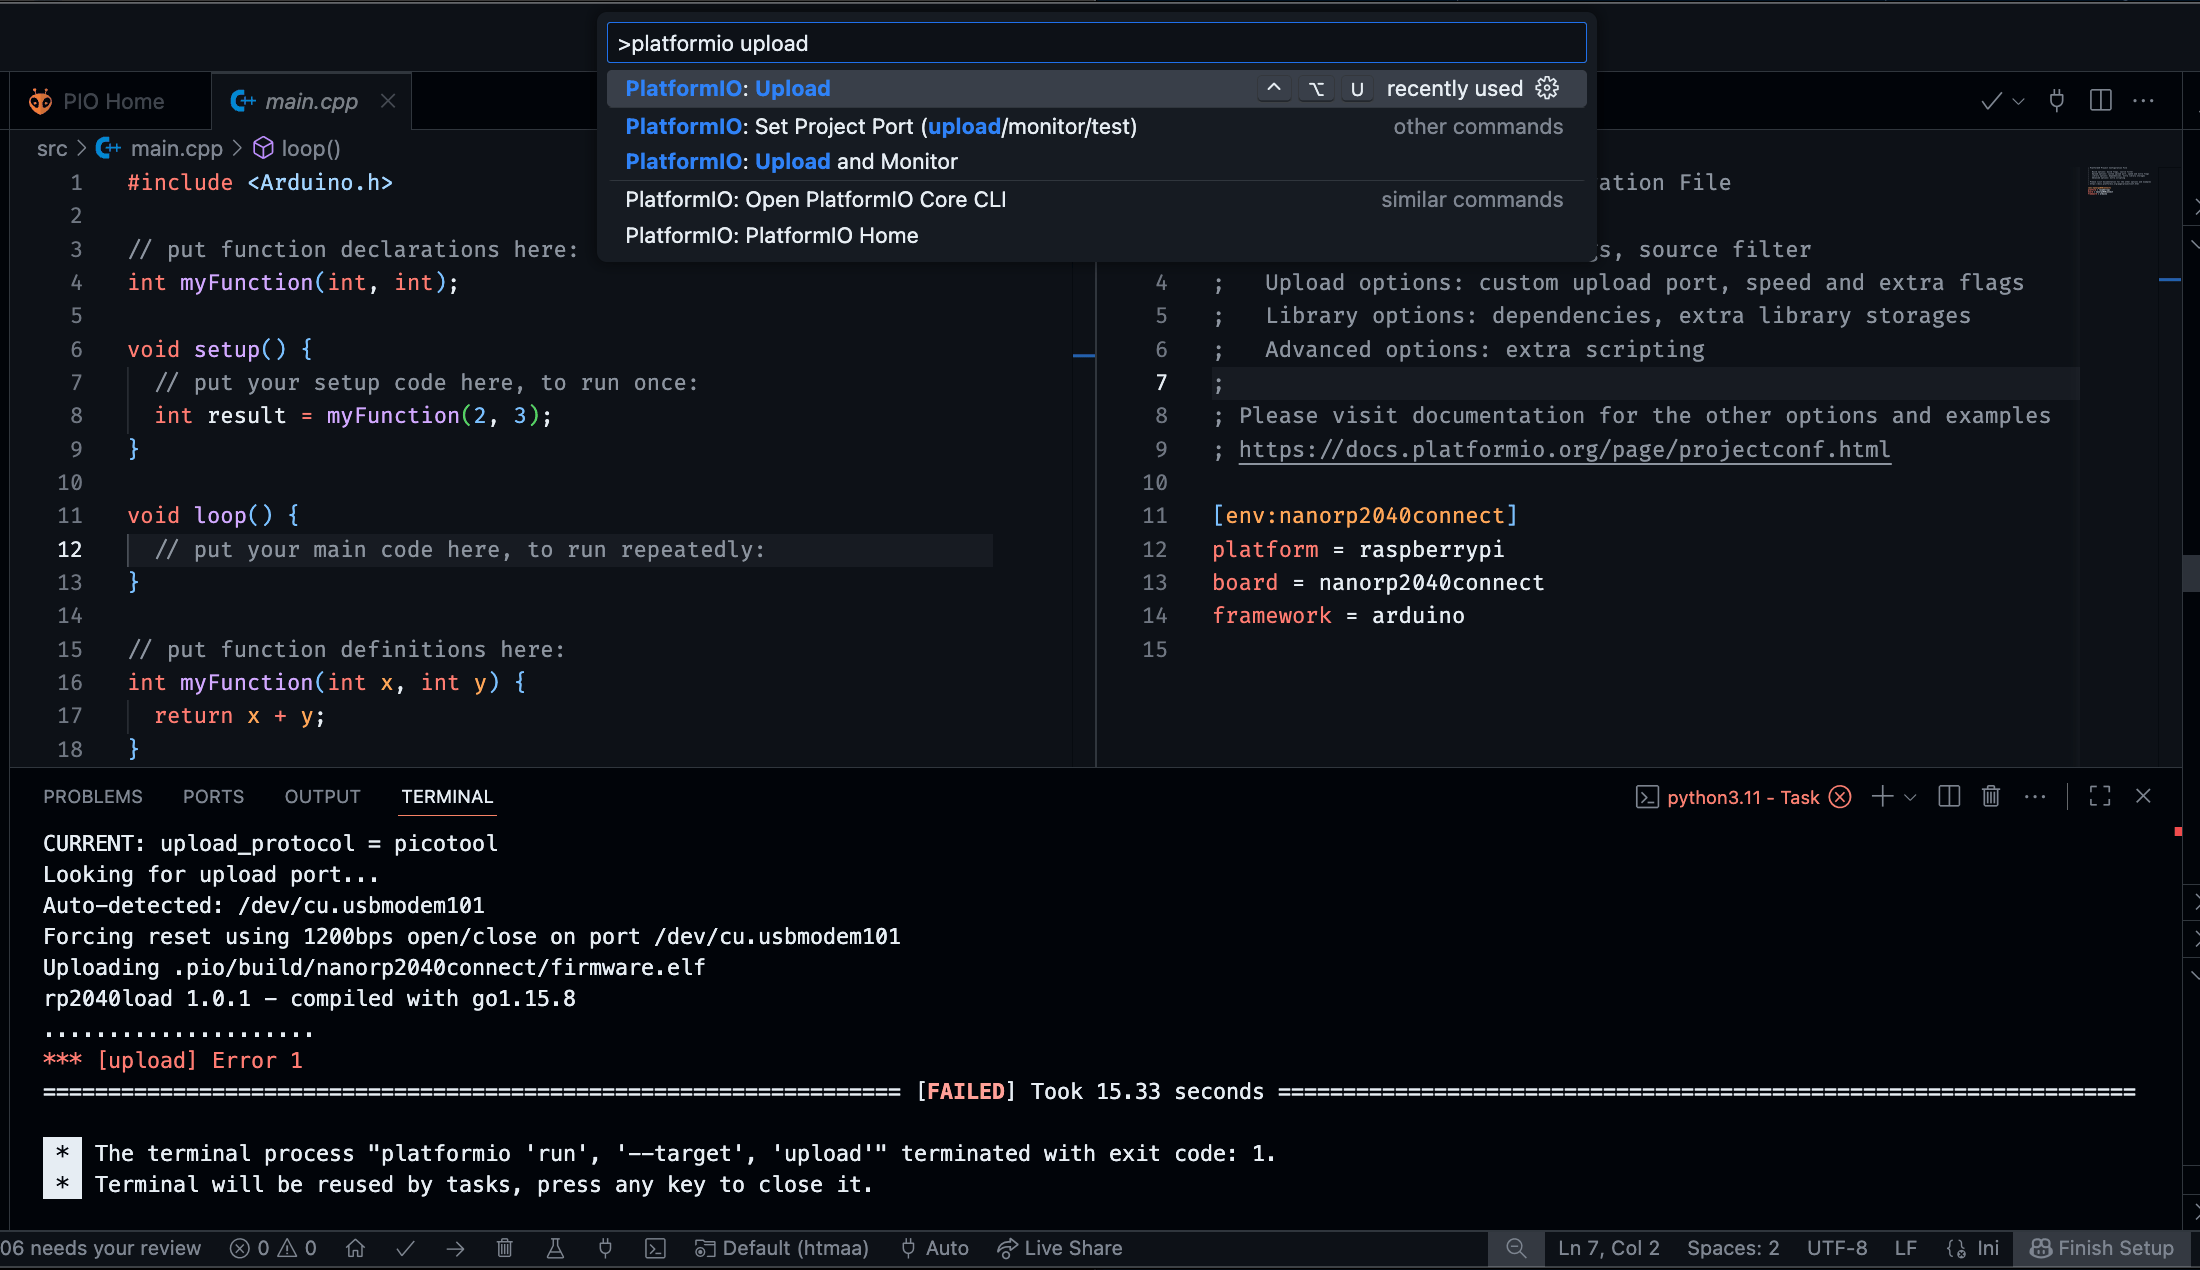 >platformio upload
PlatformIO: Upload ^ ⌥ U recently used
PlatformIO: Set Project Port (upload/monitor/test) other commands
PlatformIO: Upload and Monitor
PlatformIO: Open PlatformIO Core CLI similar commands
PlatformIO: PlatformIO Home
PIO Home
main.cpp
src > main.cpp > loop()
1 #include <Arduino.h>
2
3 // put function declarations here:
4 int myFunction(int, int);
5
6 void setup() {
7 // put your setup code here, to run once:
8 int result = myFunction(2, 3);
9 }
10
11 void loop() {
12 // put your main code here, to run repeatedly:
13 }
14
15 // put function definitions here:
16 int myFunction(int x, int y) {
17 return x + y;
18 }
ation File
s, source filter
4 ; Upload options: custom upload port, speed and extra flags
5 ; Library options: dependencies, extra library storages
6 ; Advanced options: extra scripting
7 ;
8 ; Please visit documentation for the other options and examples
9 ; https://docs.platformio.org/page/projectconf.html
10
11 [env:nanorp2040connect]
12 platform = raspberrypi
13 board = nanorp2040connect
14 framework = arduino
15
PROBLEMS PORTS OUTPUT TERMINAL
python3.11 - Task
CURRENT: upload_protocol = picotool
Looking for upload port...
Auto-detected: /dev/cu.usbmodem101
Forcing reset using 1200bps open/close on port /dev/cu.usbmodem101
Uploading .pio/build/nanorp2040connect/firmware.elf
rp2040load 1.0.1 - compiled with go1.15.8
.....................
*** [upload] Error 1
================================================================== [FAILED] Took 15.33 seconds ==================================================================
* The terminal process "platformio 'run', '--target', 'upload'" terminated with exit code: 1.
* Terminal will be reused by tasks, press any key to close it.
06 needs your review 0 0 Default (htmaa) Auto Live Share Ln 7, Col 2 Spaces: 2 UTF-8 LF Ini Finish Setup